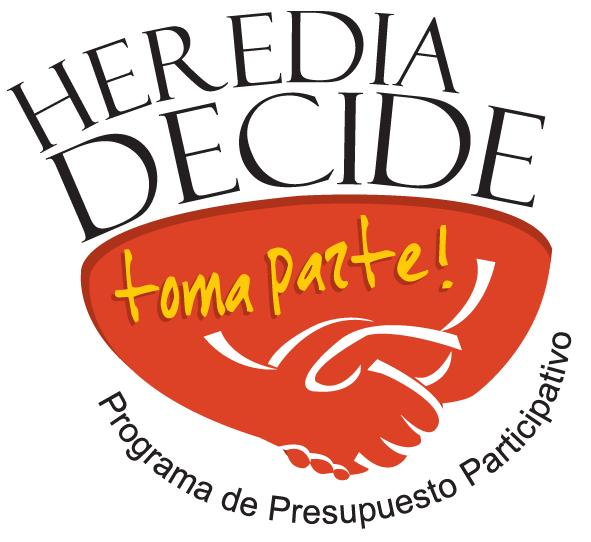 HEREDIA
DECIDE
toma parte!
Programa de Presupuesto Participativo